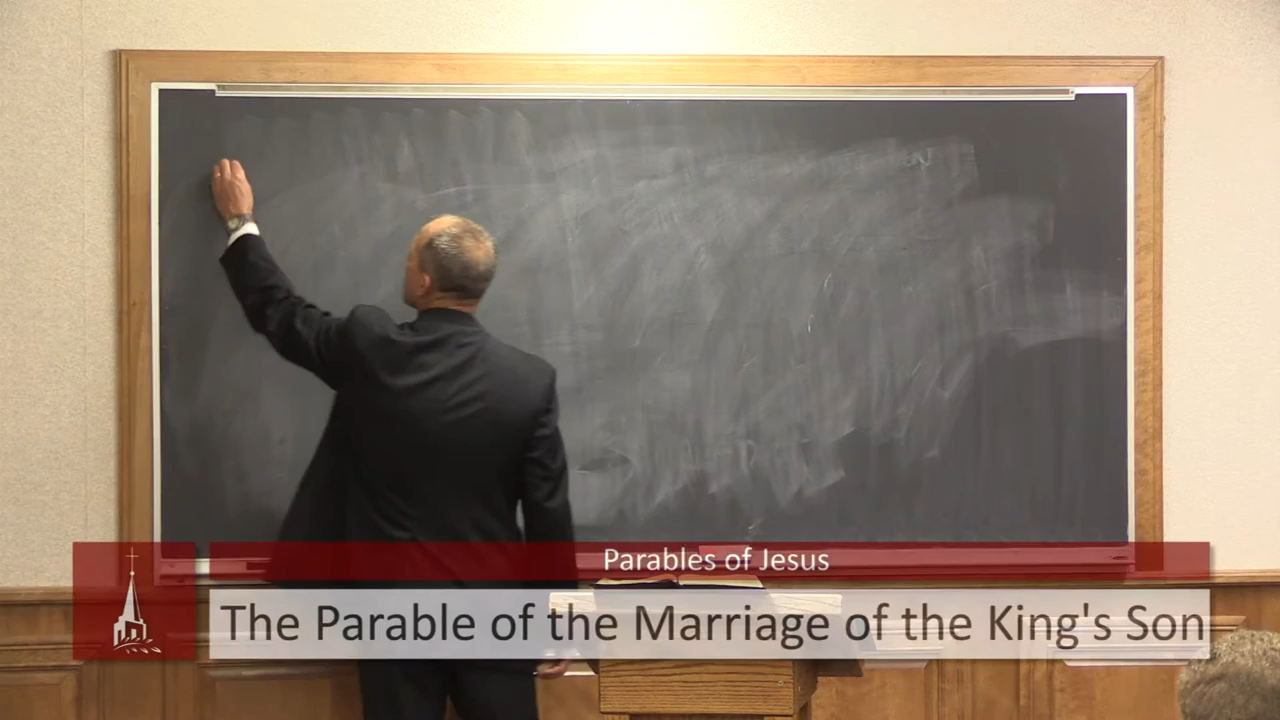 Parables of Jesus
The Parable of the Marriage of the King's Son